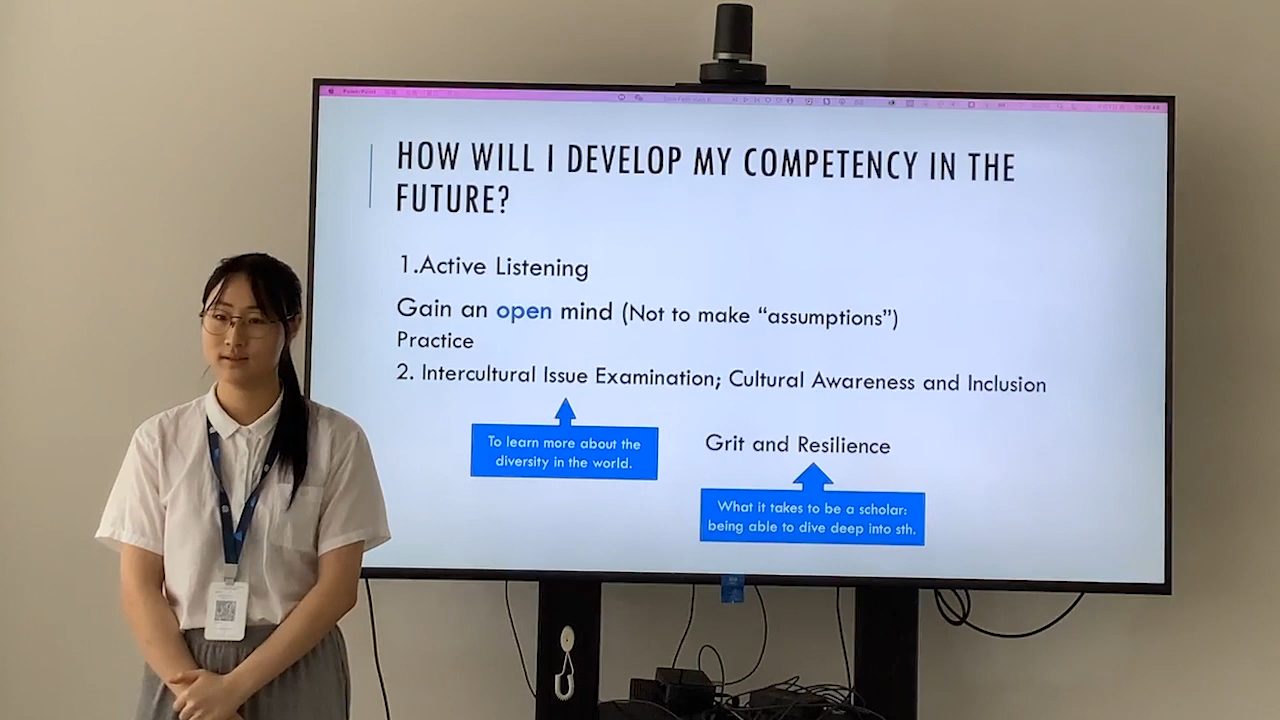 PowerPoint
HOW WILL I DEVELOP MY COMPETENCY IN THE
FUTURE?
1.Active Listening
Gain an open mind (Not to make “assumptions”)
Practice
2. Intercultural Issue Examination; Cultural Awareness and Inclusion
To learn more about the
diversity in the world.
Grit and Resilience
What it takes to be a scholar:
being able to dive deep into sth.